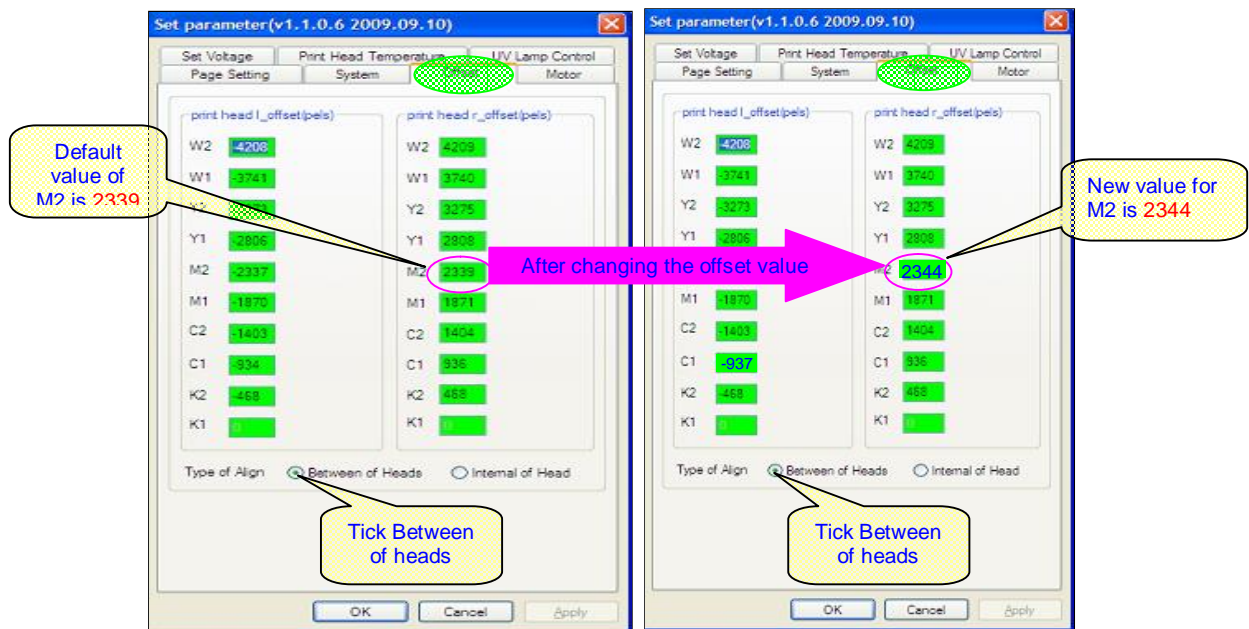 Set parameter(v1.1.0.6 2009.09.10)
Set Voltage Print Head Temperature UV Lamp Control
Page Setting System Offset Motor
print head l_offset(pels) print head r_offset(pels)
W2 -4208 W2 4209
W1 -3741 W1 3740
Y2 Y2 3275
Y1 -2806 Y1 2808
M2 -2337 M2 2339
M1 -1870 M1 1871
C2 -1403 C2 1404
C1 -934 C1 936
K2 -468 K2 468
K1 0 K1 0
Type of Align Between of Heads Internal of Head
OK Cancel Apply
Default
value of
M2 is 2339
Tick Between
of heads
After changing the offset value
Set parameter(v1.1.0.6 2009.09.10)
Set Voltage Print Head Temperature UV Lamp Control
Page Setting System Offset Motor
print head l_offset(pels) print head r_offset(pels)
W2 -4208 W2 4209
W1 -3741 W1 3740
Y2 -3273 Y2 3275
Y1 -2806 Y1 2808
M2 2344
M1 -1870 M1 1871
C2 -1403 C2 1404
C1 -937 C1 936
K2 -468 K2 468
K1 0 K1 0
Type of Align Between of Heads Internal of Head
OK Cancel Apply
New value for
M2 is 2344
Tick Between
of heads